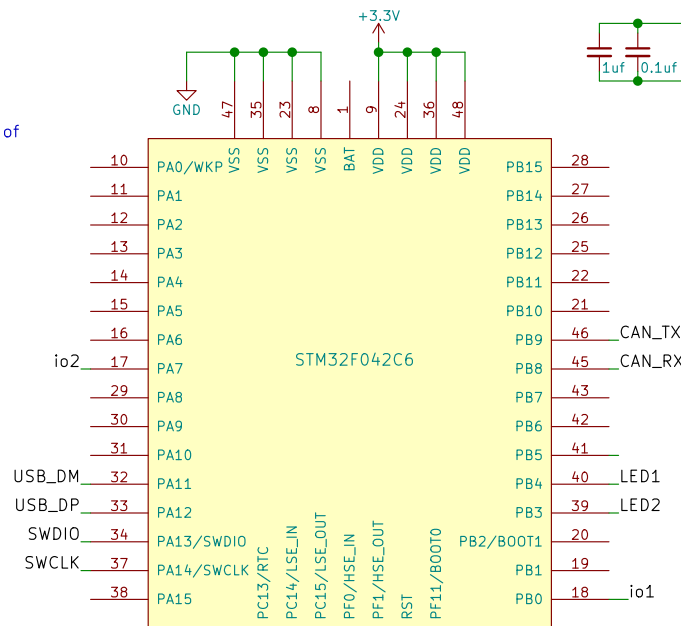 +3.3V
GND
1uf
0.1uf
of
47
35
23
8
1
9
24
36
48
VSS
VSS
VSS
VSS
BAT
VDD
VDD
VDD
VDD
10 PA0/WKP
11 PA1
12 PA2
13 PA3
14 PA4
15 PA5
16 PA6
io2 17 PA7
29 PA8
30 PA9
31 PA10
USB_DM 32 PA11
USB_DP 33 PA12
SWDIO 34 PA13/SWDIO
SWCLK 37 PA14/SWCLK
38 PA15
STM32F042C6
PB15 28
PB14 27
PB13 26
PB12 25
PB11 22
PB10 21
PB9 46 CAN_TX
PB8 45 CAN_RX
PB7 43
PB6 42
PB5 41
PB4 40 LED1
PB3 39 LED2
PB2/BOOT1 20
PB1 19
PB0 18 io1
PC13/RTC
PC14/LSE_IN
PC15/LSE_OUT
PF0/HSE_IN
PF1/HSE_OUT
RST
PF11/BOOT0